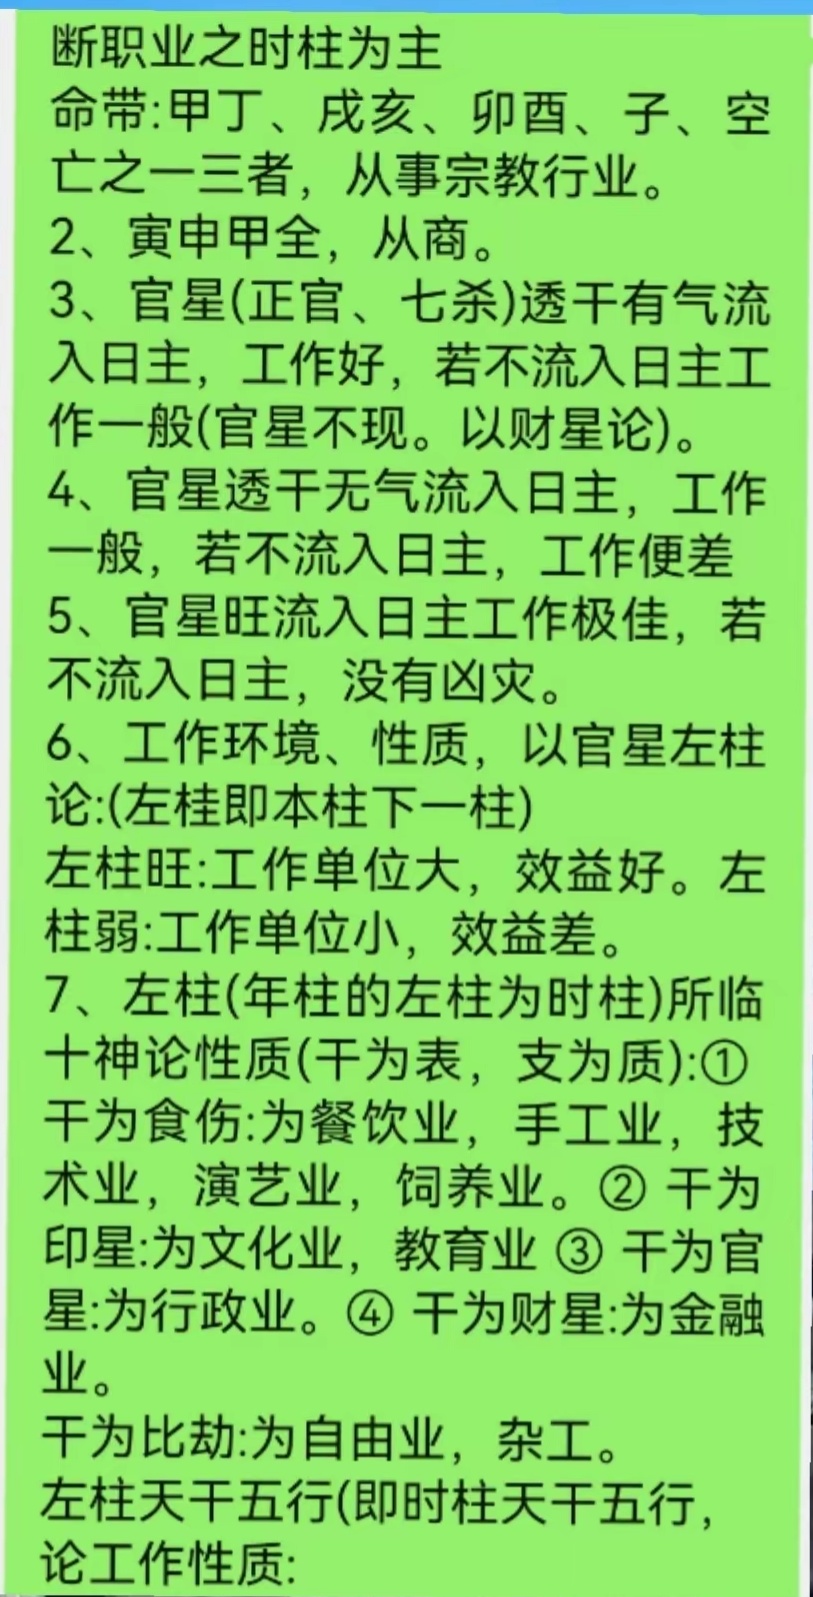 断职业之时柱为主
命带:甲丁、戌亥、卯酉、子、空
亡之一三者，从事宗教行业。
2、寅申甲全，从商。
3、官星(正官、七杀)透干有气流
入日主，工作好，若不流入日主工
作一般(官星不现。以财星论)。
4、官星透干无气流入日主，工作
一般，若不流入日主，工作便差
5、官星旺流入日主工作极佳，若
不流入日主，没有凶灾。
6、工作环境、性质，以官星左柱
论:(左桂即本柱下一柱)
左柱旺:工作单位大，效益好。左
柱弱:工作单位小，效益差。
7、左柱(年柱的左柱为时柱)所临
十神论性质(干为表，支为质):①
干为食伤:为餐饮业，手工业，技
术业，演艺业，饲养业。② 干为
印星:为文化业，教育业 ③ 干为官
星:为行政业。④ 干为财星:为金融
业。
干为比劫:为自由业，杂工。
左柱天干五行(即时柱天干五行，
论工作性质: